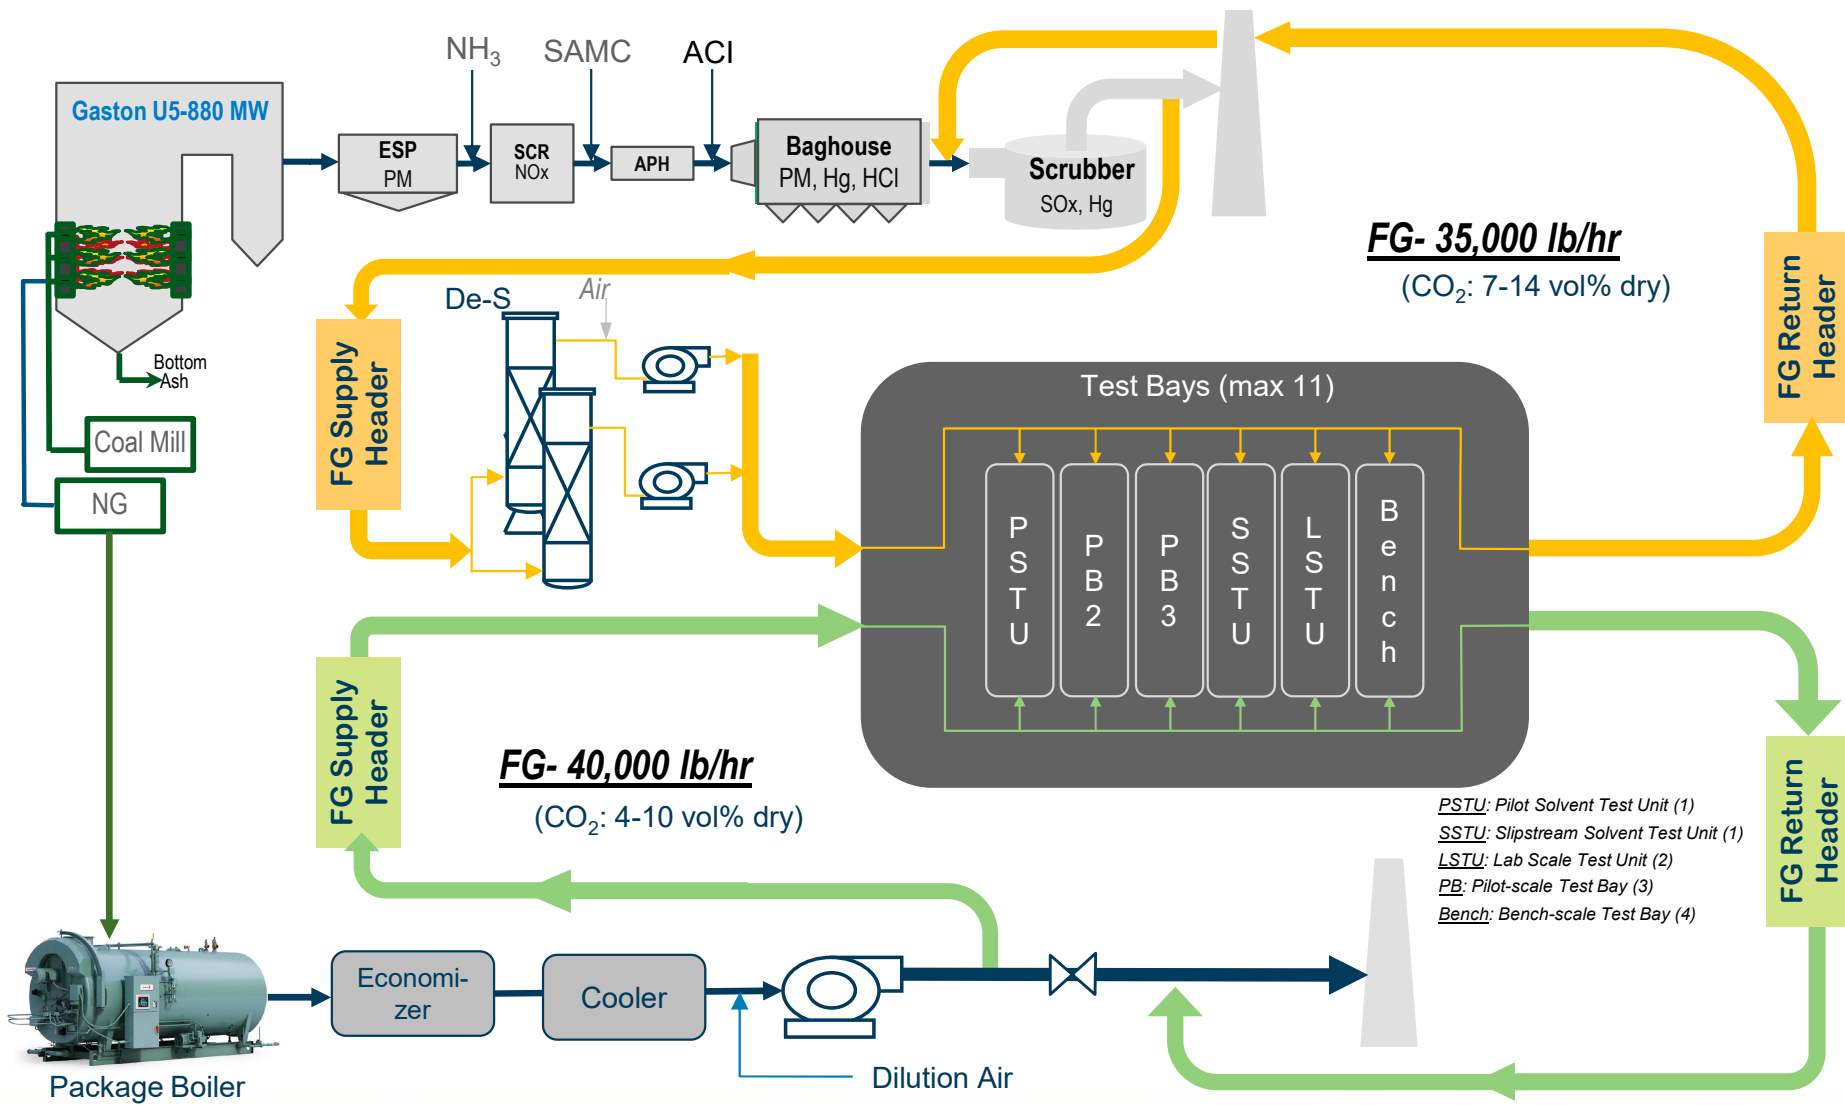 NH₃
SAMC
ACI
Gaston U5-880 MW
ESP
PM
SCR
NOx
APH
Baghouse
PM, Hg, HCl
Scrubber
SOx, Hg
FG- 35,000 lb/hr
(CO₂: 7-14 vol% dry)
FG Return
Header
De-S
Air
FG Supply
Header
Bottom
Ash
Coal Mill
NG
Test Bays (max 11)
PSTU
PB2
PB3
SSTU
LSTU
Bench
FG Supply
Header
FG- 40,000 lb/hr
(CO₂: 4-10 vol% dry)
PSTU: Pilot Solvent Test Unit (1)
SSTU: Slipstream Solvent Test Unit (1)
LSTU: Lab Scale Test Unit (2)
PB: Pilot-scale Test Bay (3)
Bench: Bench-scale Test Bay (4)
FG Return
Header
Economi-
zer
Cooler
Dilution Air
Package Boiler